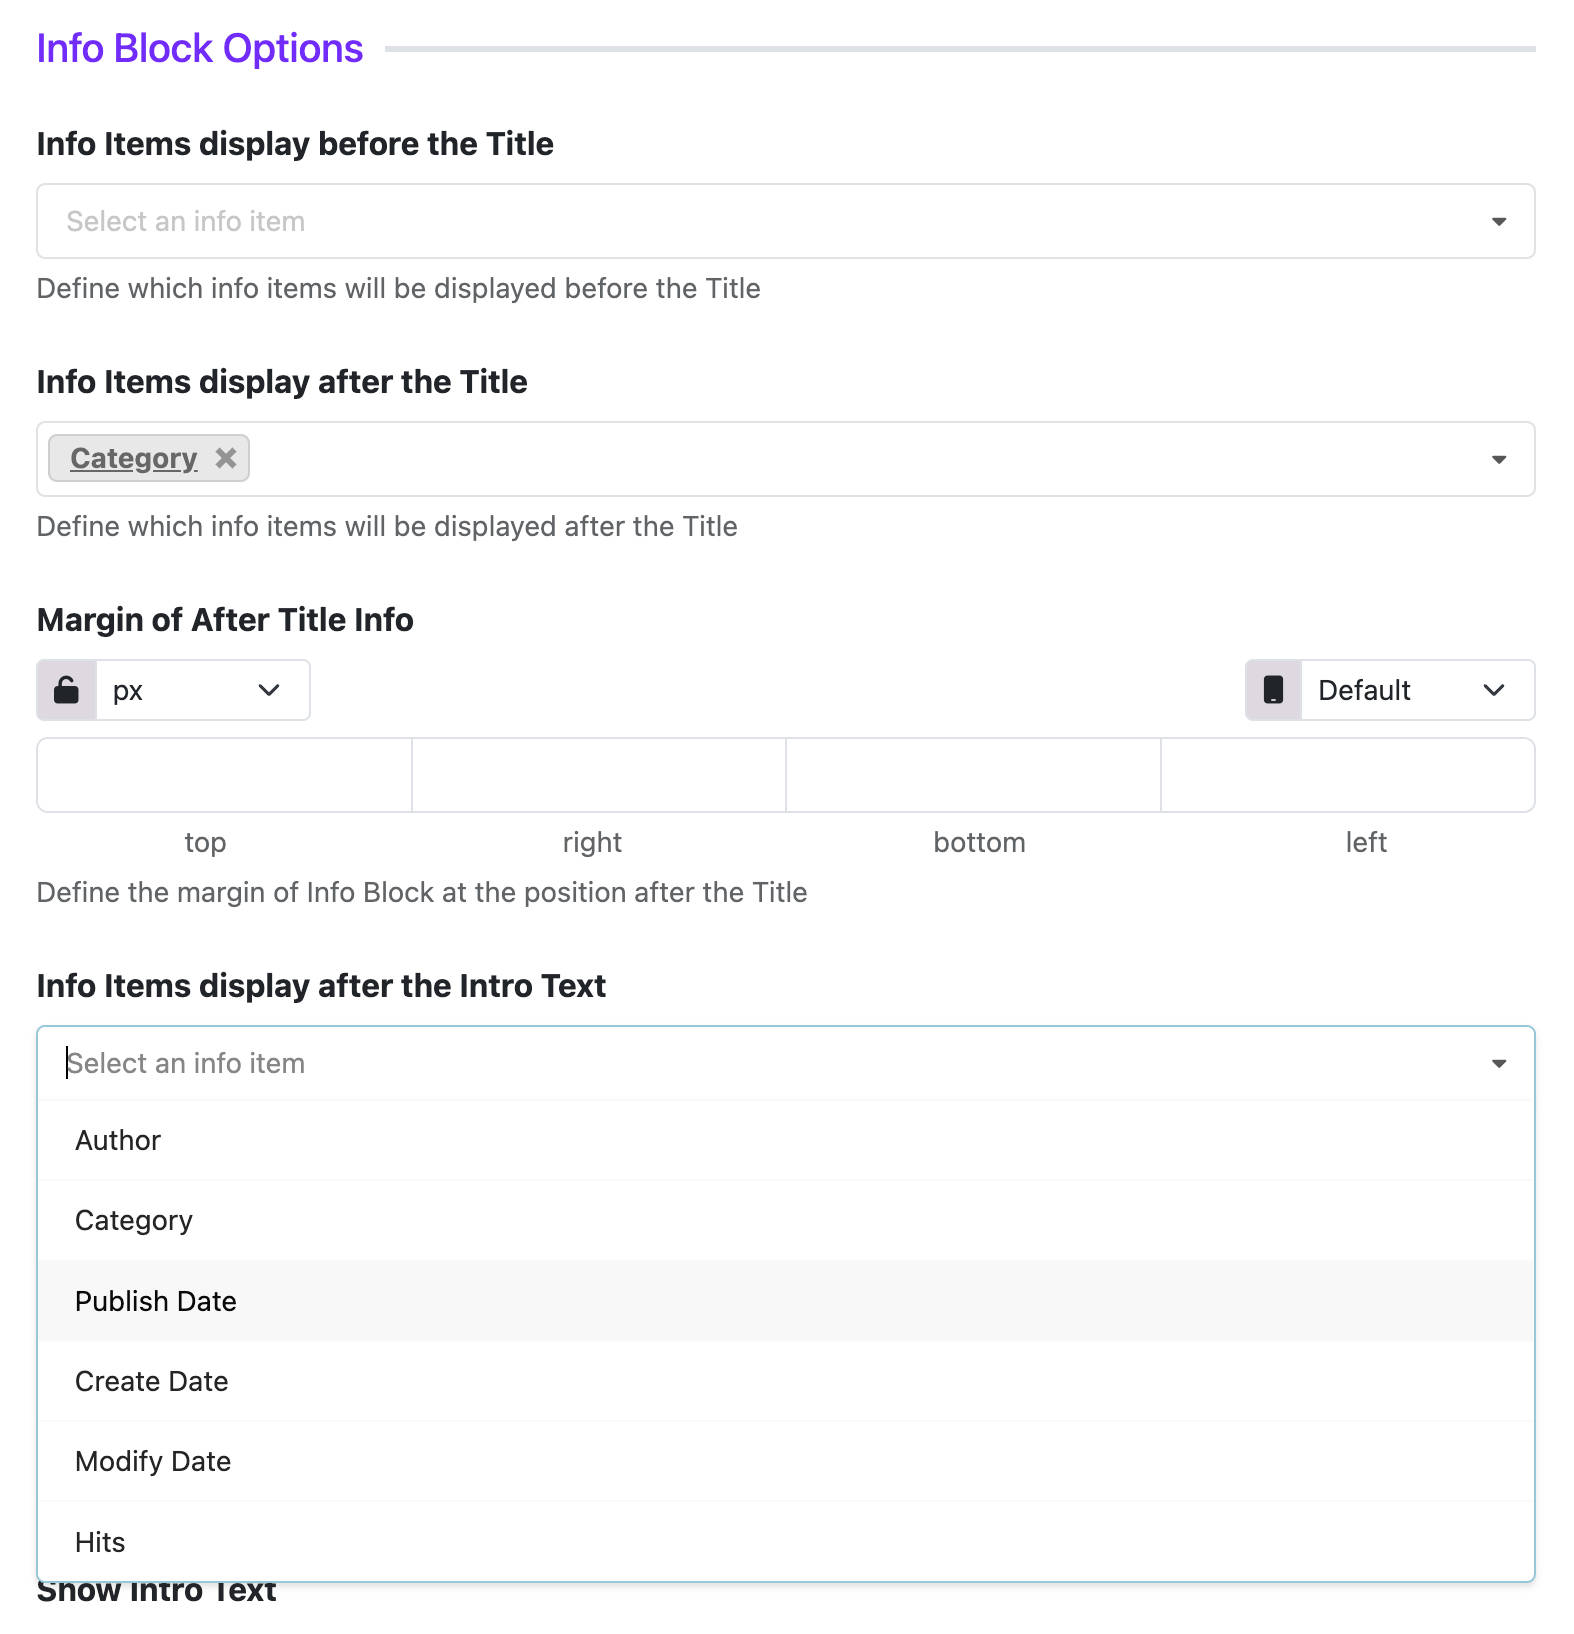 Info Block Options
Info Items display before the Title
Select an info item
Define which info items will be displayed before the Title
Info Items display after the Title
Category
Define which info items will be displayed after the Title
Margin of After Title Info
px
Default
top right bottom left
Define the margin of Info Block at the position after the Title
Info Items display after the Intro Text
Select an info item
Author
Category
Publish Date
Create Date
Modify Date
Hits
Show Intro Text